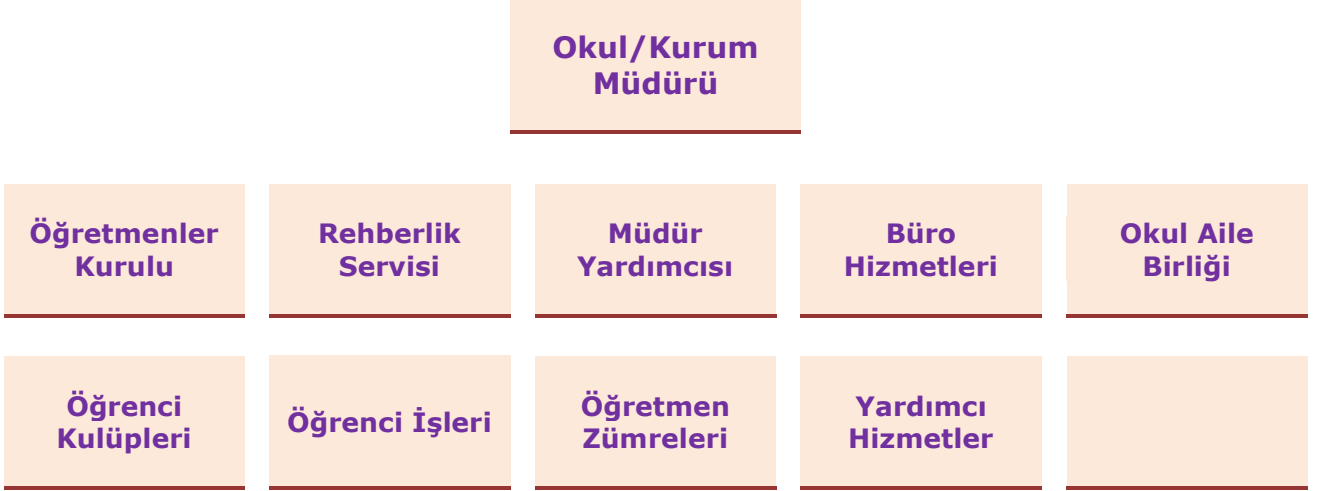 Okul/Kurum
Müdürü
Öğretmenler
Kurulu
Rehberlik
Servisi
Müdür
Yardımcısı
Büro
Hizmetleri
Okul Aile
Birliği
Öğrenci
Kulüpleri
Öğrenci İşleri
Öğretmen
Zümreleri
Yardımcı
Hizmetler